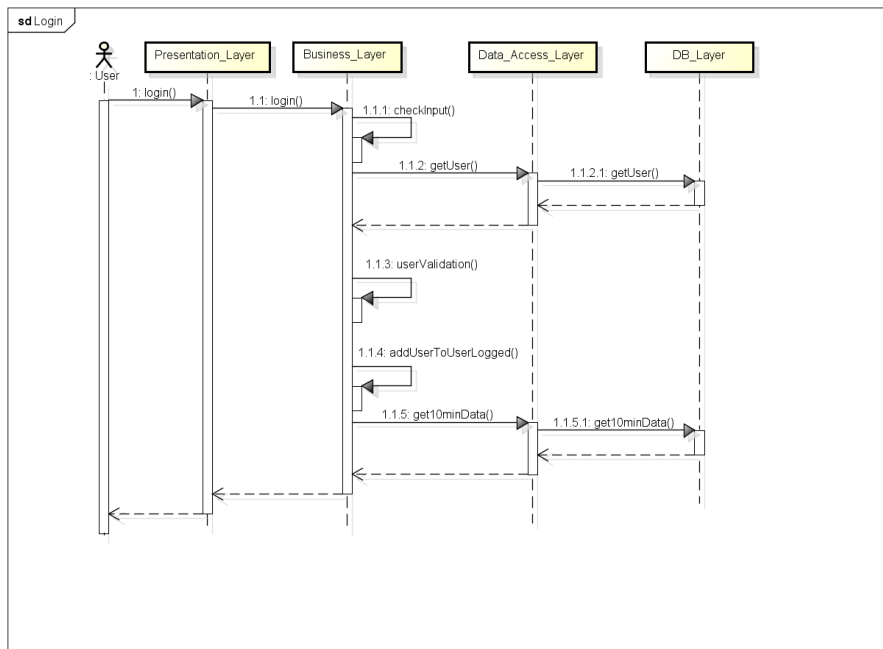 sd Login
: User
Presentation_Layer
Business_Layer
Data_Access_Layer
DB_Layer
1: login()
1.1: login()
1.1.1: checkInput()
1.1.2: getUser()
1.1.2.1: getUser()
1.1.3: userValidation()
1.1.4: addUserToUserLogged()
1.1.5: get10minData()
1.1.5.1: get10minData()